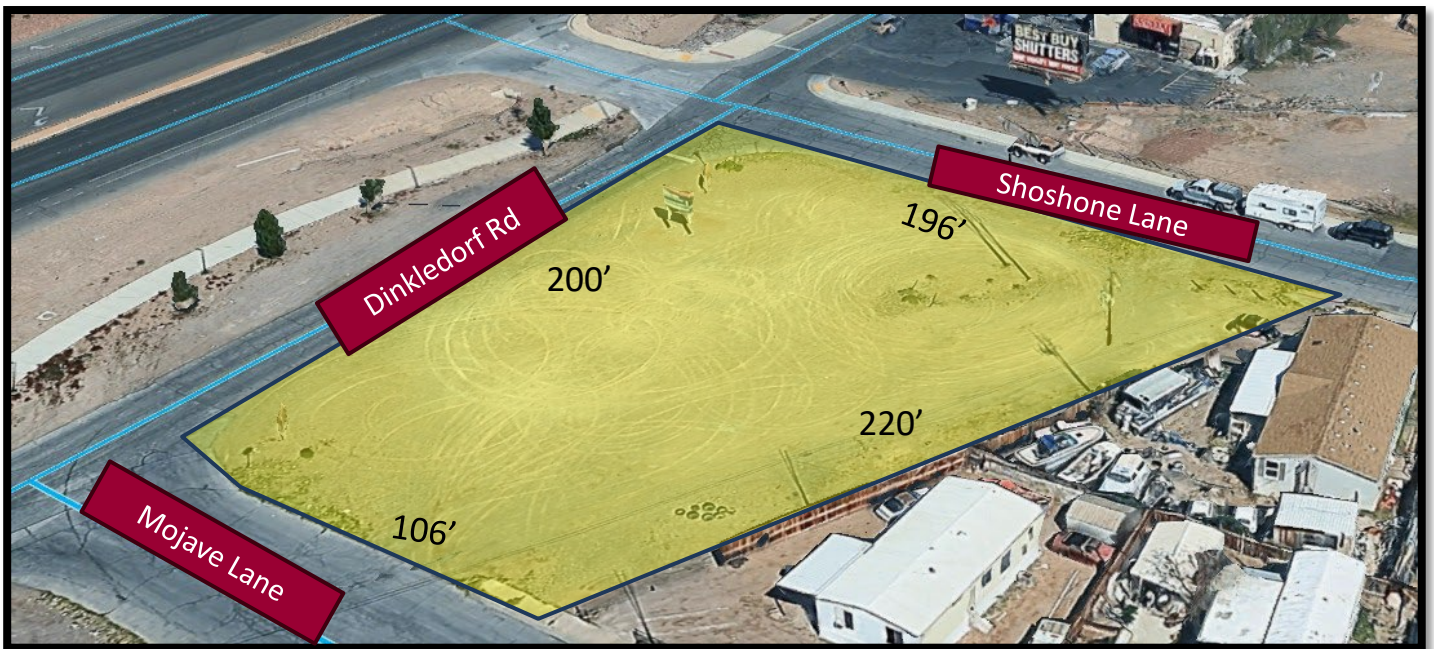 BEST BUY
SHUTTERS
Shoshone Lane
196’
Dinkledorf Rd
200’
220’
106’
Mojave Lane